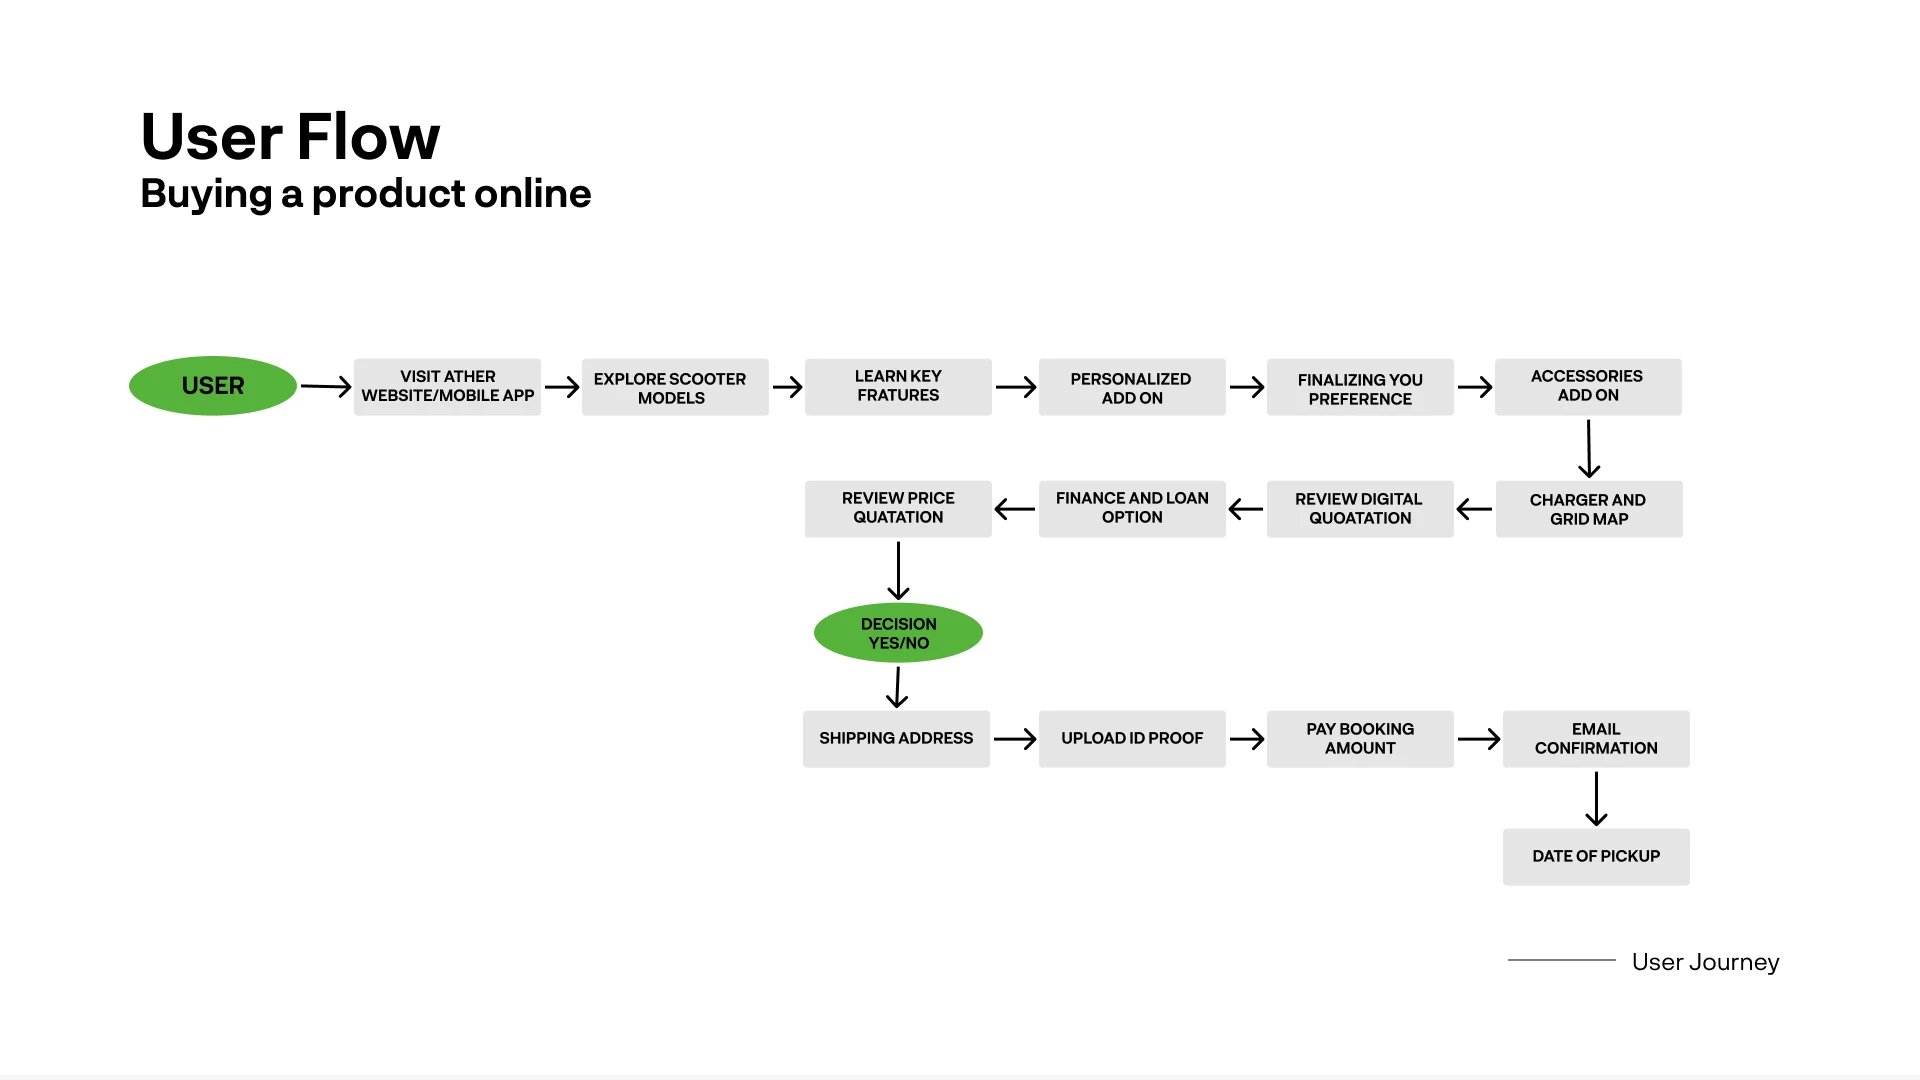 User Flow
Buying a product online
USER
VISIT ATHER
WEBSITE/MOBILE APP
EXPLORE SCOOTER
MODELS
LEARN KEY
FRATURES
PERSONALIZED
ADD ON
FINALIZING YOU
PREFERENCE
ACCESSORIES
ADD ON
CHARGER AND
GRID MAP
REVIEW DIGITAL
QUOATATION
FINANCE AND LOAN
OPTION
REVIEW PRICE
QUATATION
DECISION
YES/NO
SHIPPING ADDRESS
UPLOAD ID PROOF
PAY BOOKING
AMOUNT
EMAIL
CONFIRMATION
DATE OF PICKUP
User Journey